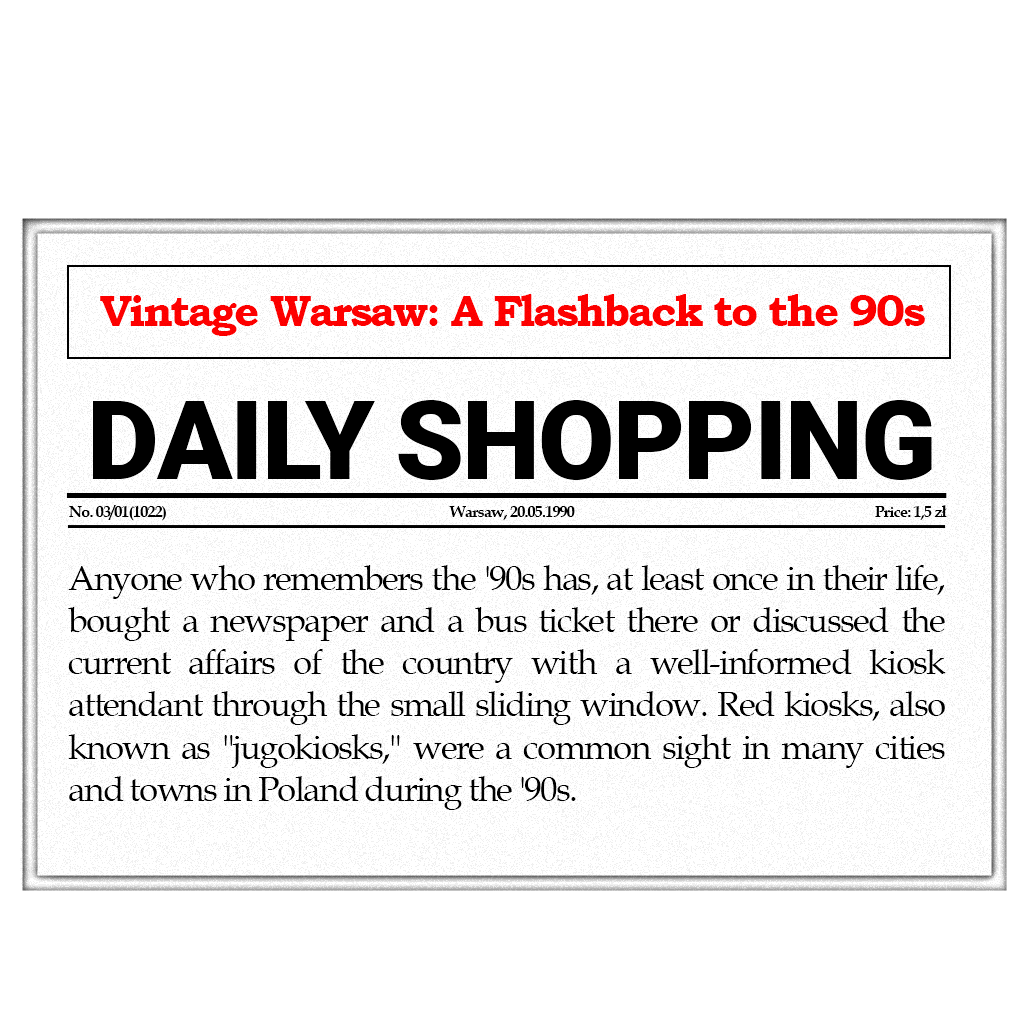 Vintage Warsaw: A Flashback to the 90s
DAILY SHOPPING
No. 03/01(1022) Warsaw, 20.05.1990 Price: 1,5 zł
Anyone who remembers the '90s has, at least once in their life,
bought a newspaper and a bus ticket there or discussed the
current affairs of the country with a well-informed kiosk
attendant through the small sliding window. Red kiosks, also
known as "jugokiosks," were a common sight in many cities
and towns in Poland during the '90s.